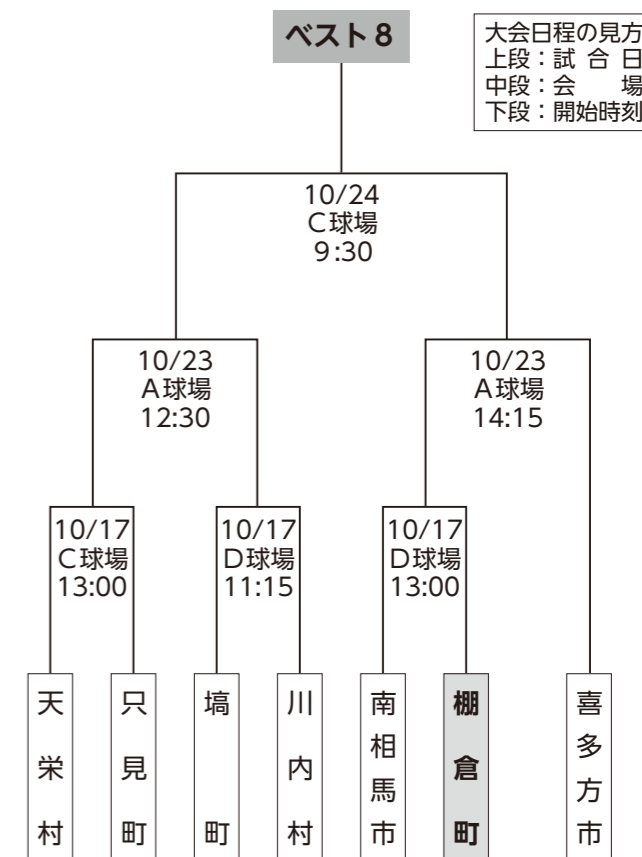 ベスト8
大会日程の見方
上段：試合日
中段：会　場
下段：開始時刻
10/24
C球場
9:30
10/23
A球場
12:30
10/23
A球場
14:15
10/17
C球場
13:00
10/17
D球場
11:15
10/17
D球場
13:00
天栄村
只見町
塙町
川内村
南相馬市
棚倉町
喜多方市